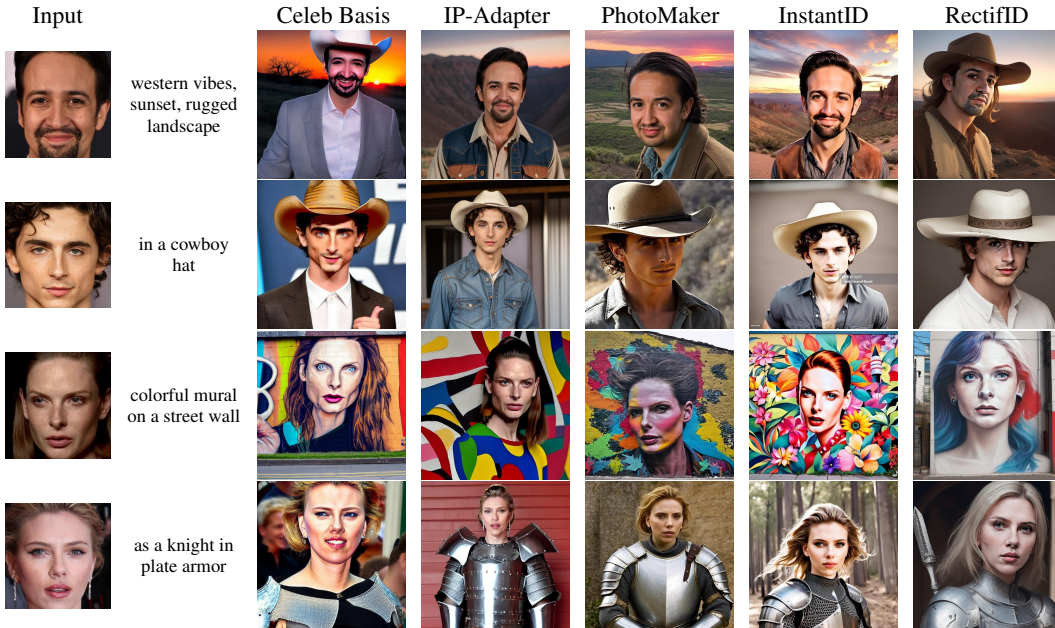 Input
Celeb Basis
IP-Adapter
PhotoMaker
InstantID
RectifID
western vibes,
sunset, rugged
landscape
in a cowboy
hat
colorful mural
on a street wall
as a knight in
plate armor